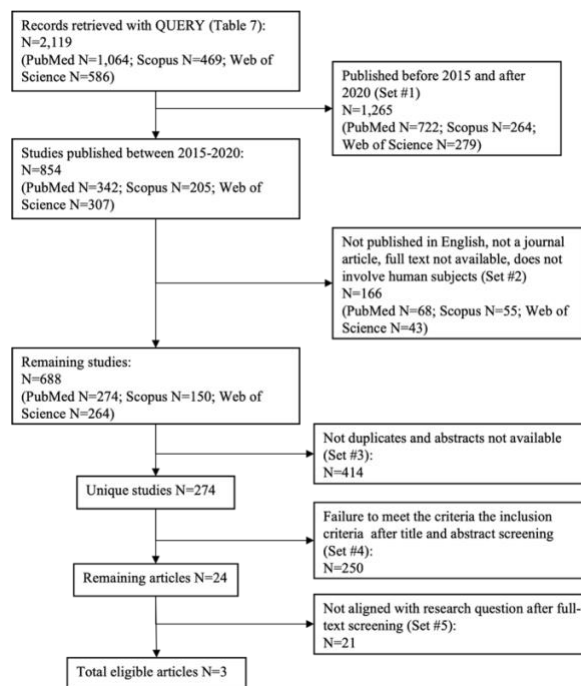 Records retrieved with QUERY (Table 7):
N=2,119
(PubMed N=1,064; Scopus N=469; Web of
Science N=586)
Published before 2015 and after
2020 (Set #1)
N=1,265
(PubMed N=722; Scopus N=264;
Web of Science N=279)
Studies published between 2015-2020:
N=854
(PubMed N=342; Scopus N=205; Web of
Science N=307)
Not published in English, not a journal
article, full text not available, does not
involve human subjects (Set #2)
N=166
(PubMed N=68; Scopus N=55; Web of
Science N=43)
Remaining studies:
N=688
(PubMed N=274; Scopus N=150; Web of
Science N=264)
Not duplicates and abstracts not available
(Set #3):
N=414
Unique studies N=274
Failure to meet the criteria the inclusion
criteria after title and abstract screening
(Set #4):
N=250
Remaining articles N=24
Not aligned with research question after full-
text screening (Set #5):
N=21
Total eligible articles N=3